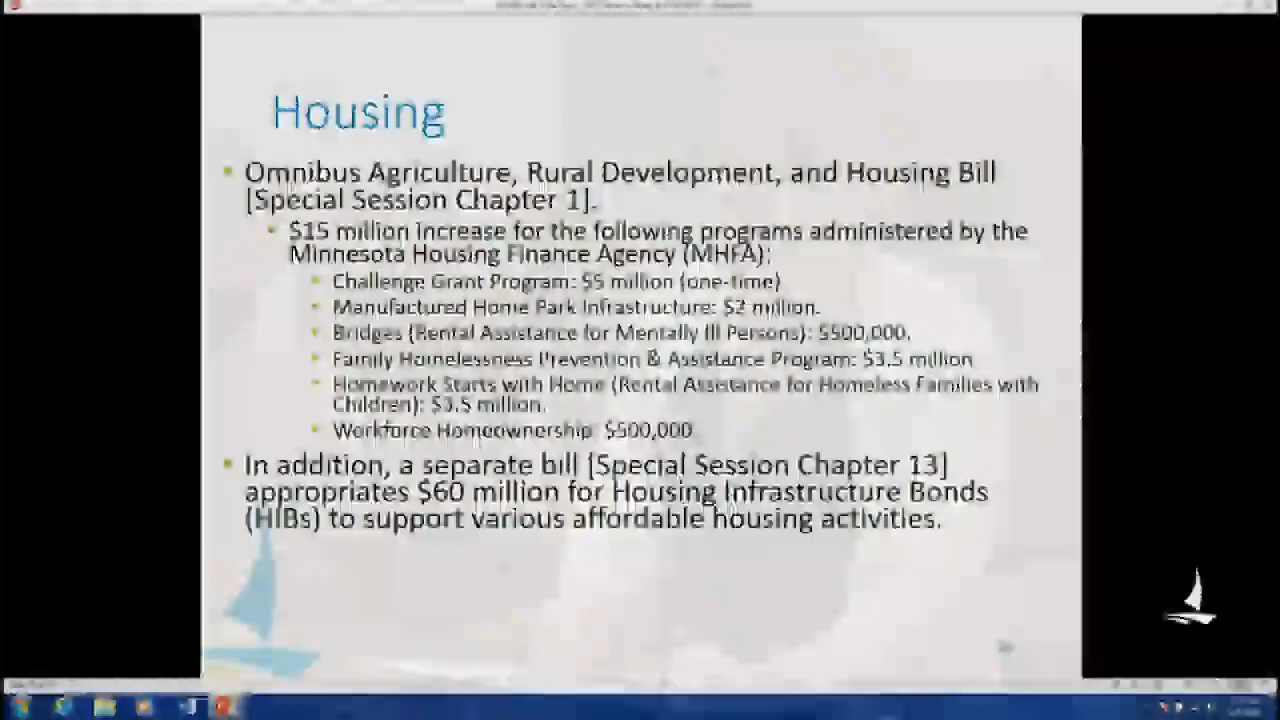 Housing
• Omnibus Agriculture, Rural Development, and Housing Bill
[Special Session Chapter 1].
• $15 million increase for the following programs administered by the
Minnesota Housing Finance Agency (MHFA):
• Challenge Grant Program: $5 million (one-time)
• Manufactured Home Park Infrastructure: $2 million.
• Bridges (Rental Assistance for Mentally Ill Persons): $500,000.
• Family Homelessness Prevention & Assistance Program: $3.5 million
• Homework Starts with Home (Rental Assistance for Homeless Families with
Children): $3.5 million.
• Workforce Homeownership: $500,000
• In addition, a separate bill [Special Session Chapter 13]
appropriates $60 million for Housing Infrastructure Bonds
(HIBs) to support various affordable housing activities.